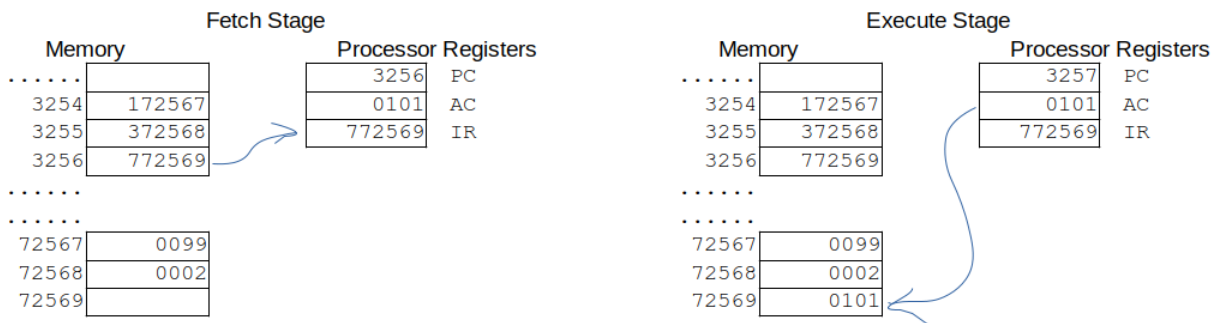 Fetch Stage
Memory Processor Registers
...... 3256 PC
3254 172567 0101 AC
3255 372568 772569 IR
3256 772569
......
......
72567 0099
72568 0002
72569
Execute Stage
Memory Processor Registers
...... 3257 PC
3254 172567 0101 AC
3255 372568 772569 IR
3256 772569
......
......
72567 0099
72568 0002
72569 0101